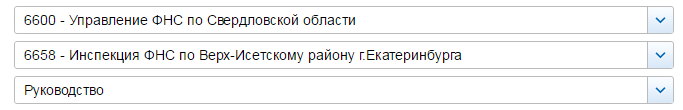 6600 - Управление ФНС по Свердловской области
6658 - Инспекция ФНС по Верх-Исетскому району г.Екатеринбурга
Руководство